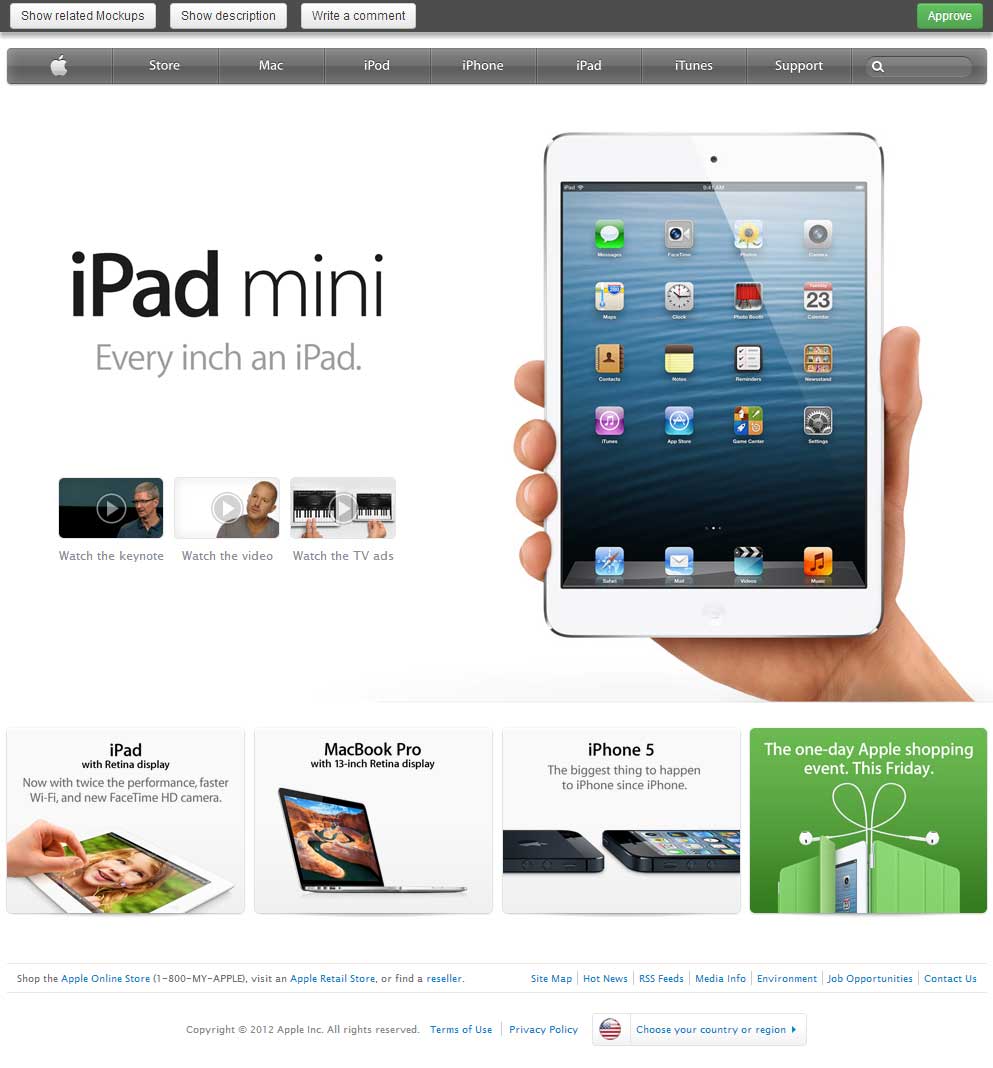 Show related Mockups
Show description
Write a comment
Approve
Store
Mac
iPod
iPhone
iPad
iTunes
Support
iPad mini
Every inch an iPad.
iPad
9:41 AM
Messages
FaceTime
Photos
Camera
Maps
Clock
Photo Booth
Tuesday
23
Calendar
Contacts
Notes
Reminders
Newsstand
iTunes
App Store
Game Center
Settings
Safari
Mail
Videos
Music
Watch the keynote
Watch the video
Watch the TV ads
iPad
with Retina display
Now with twice the performance, faster
Wi-Fi, and new FaceTime HD camera.
MacBook Pro
with 13-inch Retina display
iPhone 5
The biggest thing to happen
to iPhone since iPhone.
The one-day Apple shopping
event. This Friday.
Shop the Apple Online Store (1-800-MY-APPLE), visit an Apple Retail Store, or find a reseller.
Site Map
Hot News
RSS Feeds
Media Info
Environment
Job Opportunities
Contact Us
Copyright © 2012 Apple Inc. All rights reserved.
Terms of Use
Privacy Policy
Choose your country or region